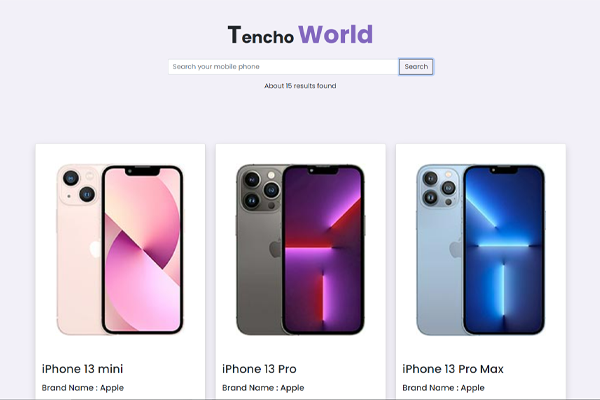 Tencho World
Search your mobile phone
Search
About 15 results found
iPhone 13 mini
Brand Name : Apple
iPhone 13 Pro
Brand Name : Apple
iPhone 13 Pro Max
Brand Name : Apple